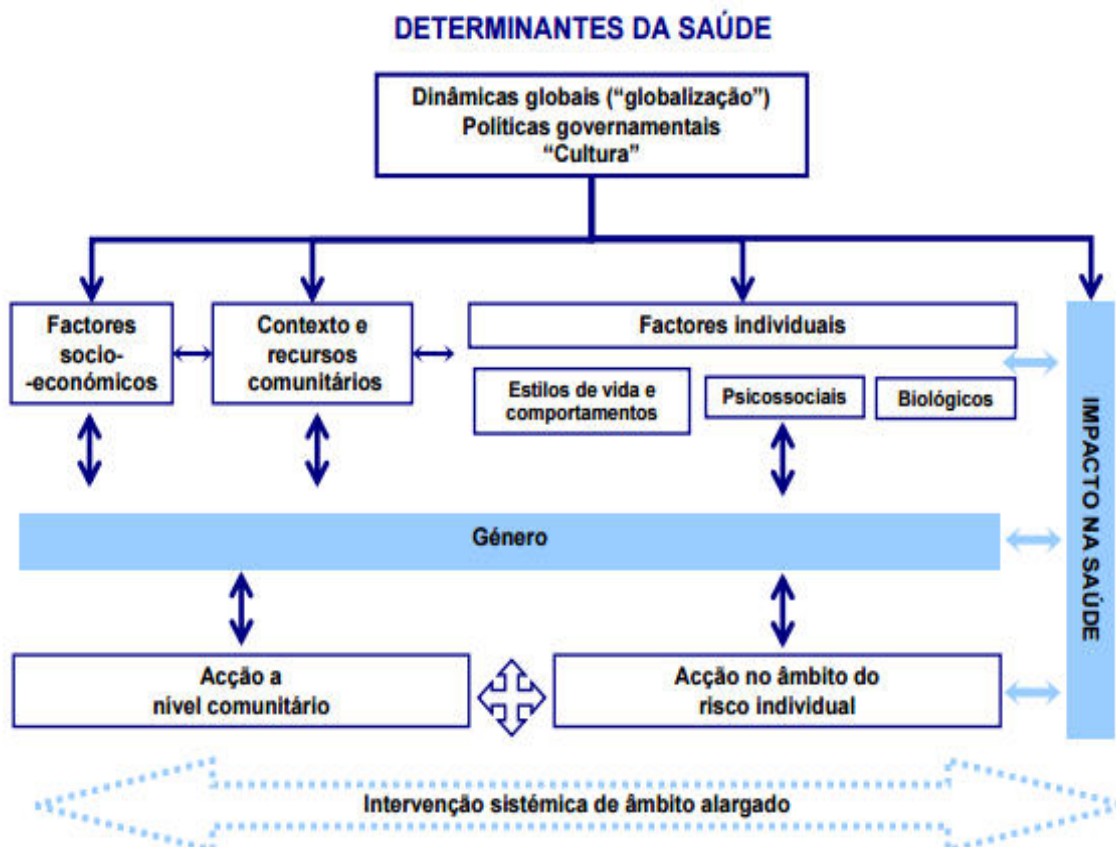 DETERMINANTES DA SAÚDE
Dinâmicas globais (“globalização”)
Políticas governamentais
“Cultura”
Factores
socio-
-económicos
Contexto e
recursos
comunitários
Factores individuais
Estilos de vida e
comportamentos
Psicossociais
Biológicos
IMPACTO NA SAÚDE
Género
Acção a
nível comunitário
Acção no âmbito do
risco individual
Intervenção sistémica de âmbito alargado